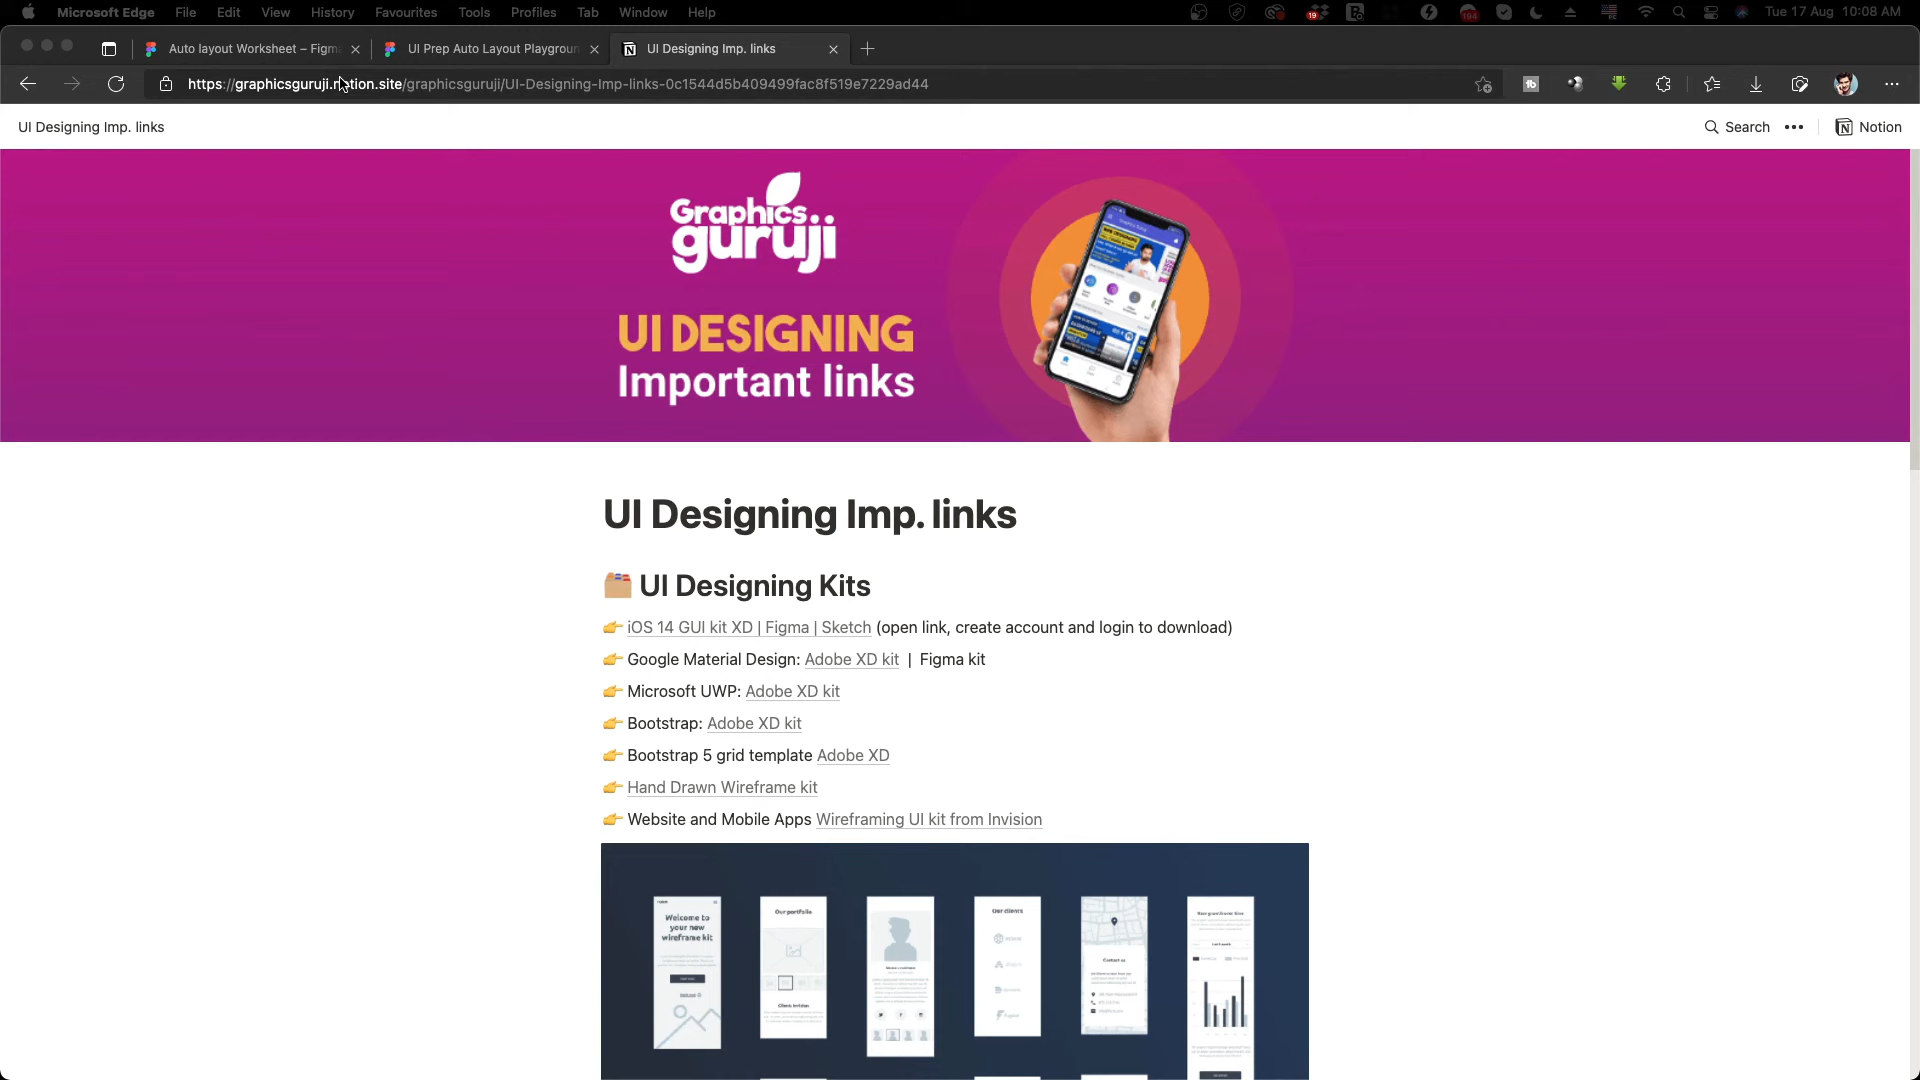 Microsoft Edge File Edit View History Favourites Tools Profiles Tab Window Help 19 194 Tue 17 Aug 10:08 AM
Auto layout Worksheet – Figm UI Prep Auto Layout Playgroun UI Designing Imp. links
https://graphicsguruji.notion.site/graphicsguruji/UI-Designing-Imp-links-0c1544d5b409499fac8f519e7229ad44
UI Designing Imp. links Search Notion
Graphics
guruji
UI DESIGNING
Important links
UI Designing Imp. links
UI Designing Kits
👉 iOS 14 GUI kit XD | Figma | Sketch (open link, create account and login to download)
👉 Google Material Design: Adobe XD kit | Figma kit
👉 Microsoft UWP: Adobe XD kit
👉 Bootstrap: Adobe XD kit
👉 Bootstrap 5 grid template Adobe XD
👉 Hand Drawn Wireframe kit
👉 Website and Mobile Apps Wireframing UI kit from Invision
Welcome to
your new
wireframe kit
Our portfolio
Our clients
Contact us